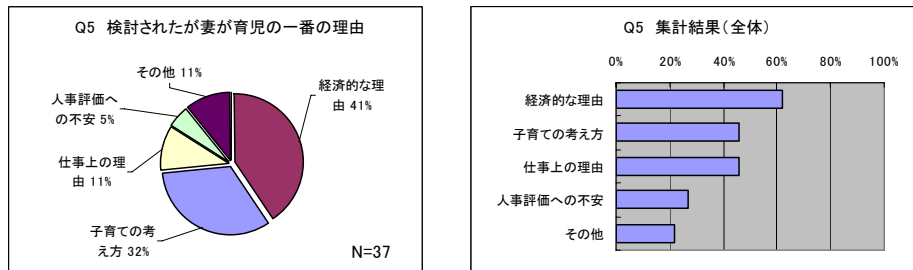 Q5 検討されたが妻が育児の一番の理由
その他 11%
人事評価へ
の不安 5%
仕事上の理
由 11%
経済的な理
由 41%
子育ての考
え方 32%
N=37
Q5 集計結果(全体)
0% 20% 40% 60% 80% 100%
経済的な理由
子育ての考え方
仕事上の理由
人事評価への不安
その他